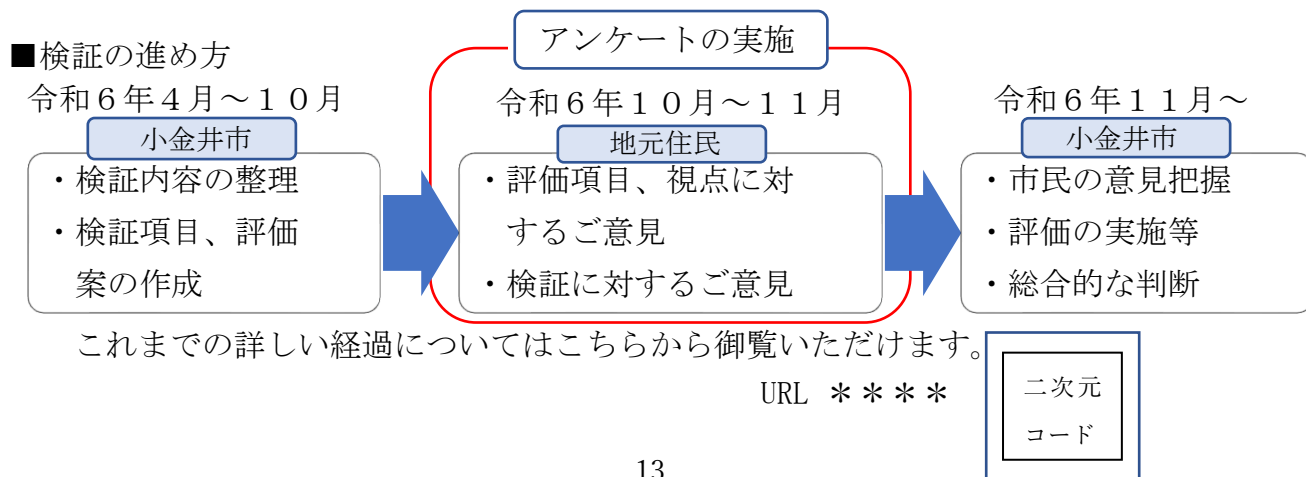 アンケートの実施
■検証の進め方
令和６年４月～１０月
小金井市
・検証内容の整理
・検証項目、評価
案の作成
令和６年１０月～１１月
地元住民
・評価項目、視点に対
するご意見
・検証に対するご意見
令和６年１１月～
小金井市
・市民の意見把握
・評価の実施等
・総合的な判断
これまでの詳しい経過についてはこちらから御覧いただけます。
URL ＊＊＊＊
二次元
コード
13